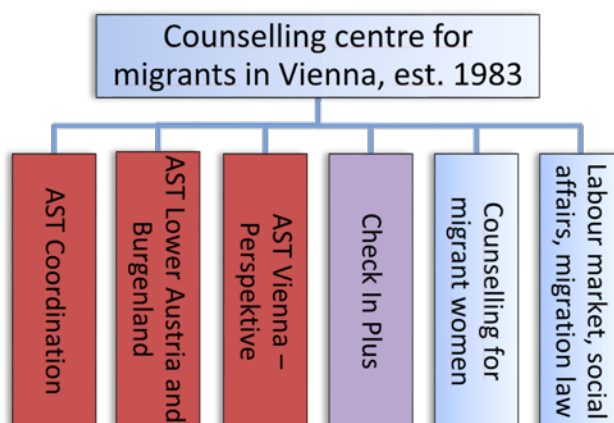 Counselling centre for
migrants in Vienna, est. 1983
AST Coordination
AST Lower Austria and
Burgenland
AST Vienna –
Perspektive
Check In Plus
Counselling for
migrant women
Labour market, social
affairs, migration law